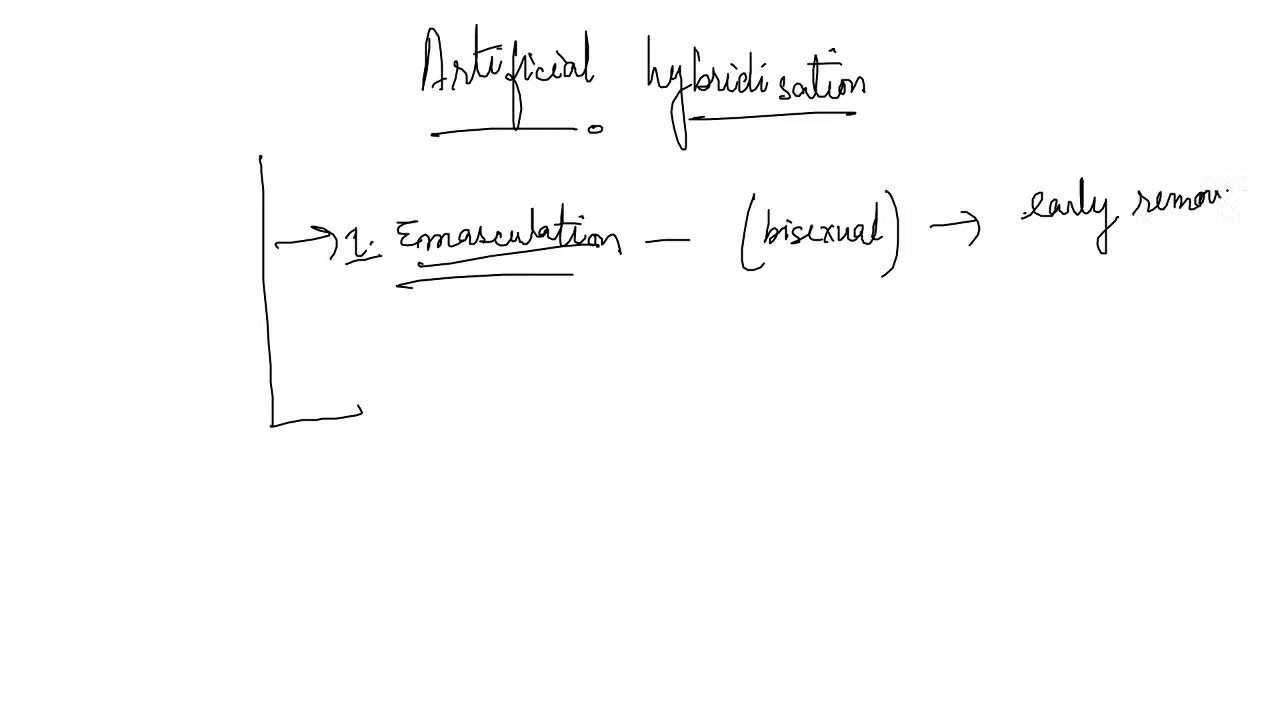 Artificial hybridisation
→ 1. Emasculation — (bisexual) → early remov